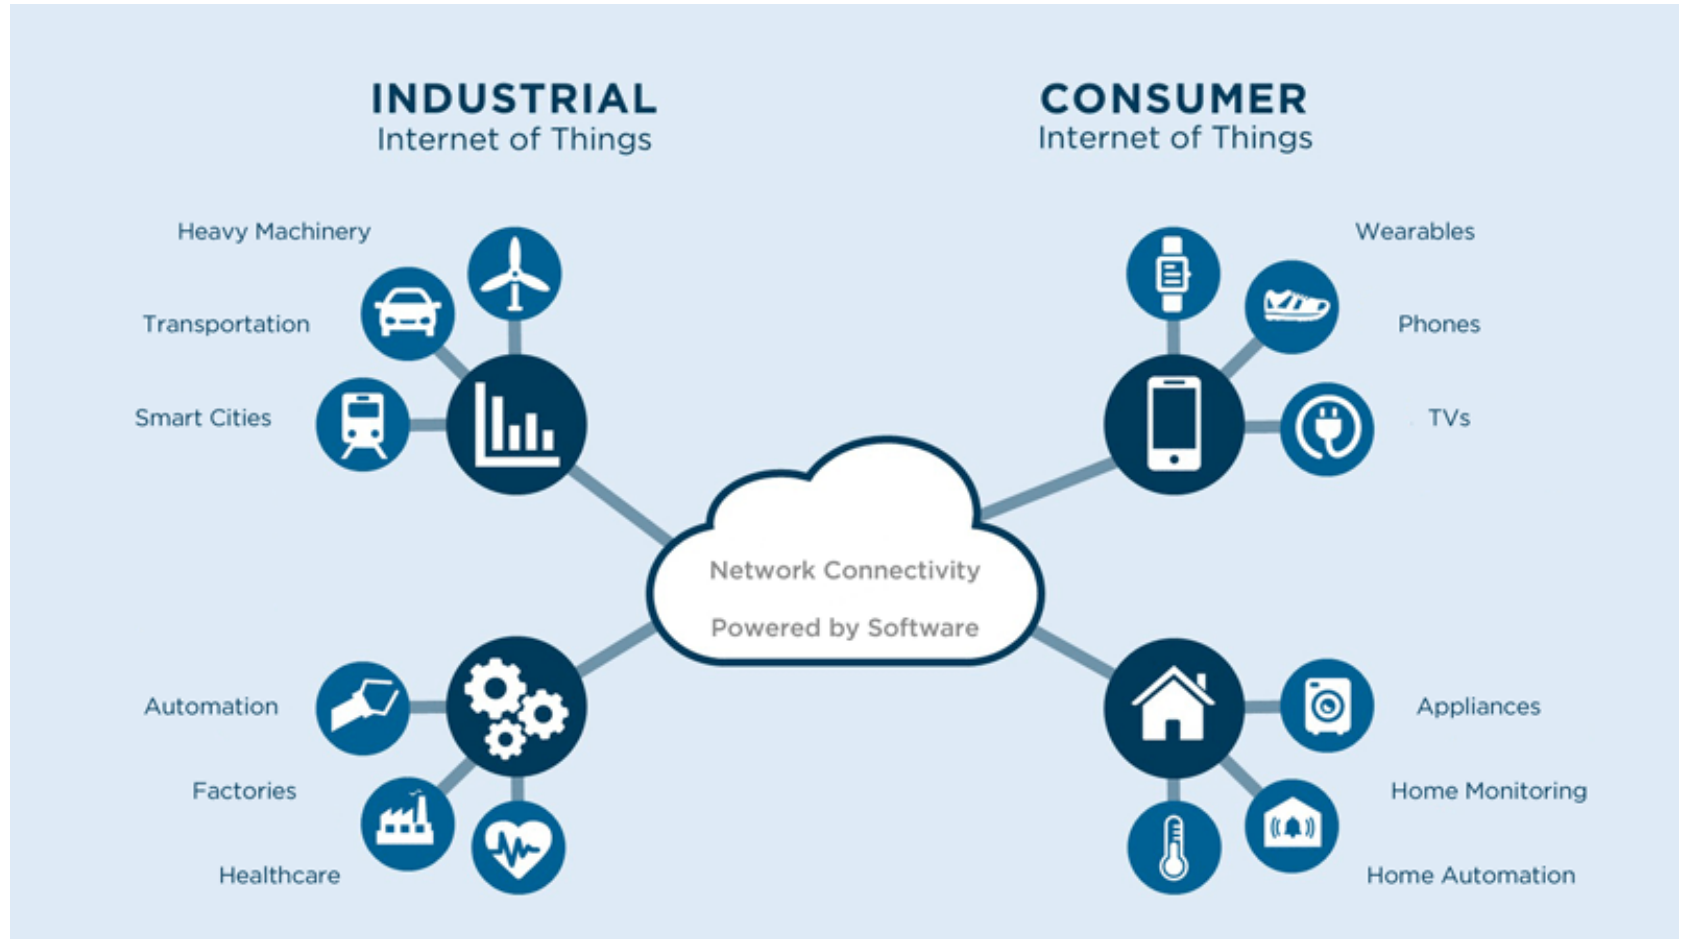 INDUSTRIAL
Internet of Things
CONSUMER
Internet of Things
Heavy Machinery
Transportation
Smart Cities
Wearables
Phones
TVs
Network Connectivity
Powered by Software
Automation
Factories
Healthcare
Appliances
Home Monitoring
Home Automation